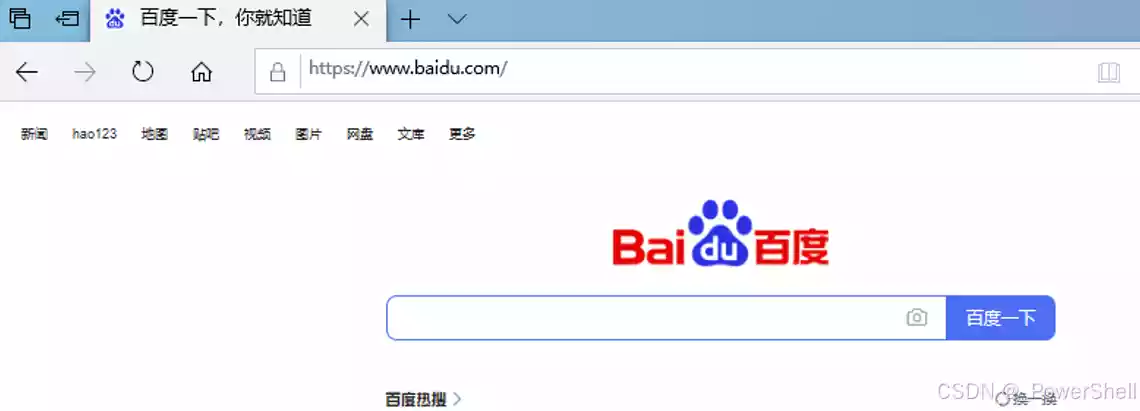 百度一下，你就知道
https://www.baidu.com/
新闻 hao123 地图 贴吧 视频 图片 网盘 文库 更多
Bai du 百度
百度一下
百度热搜 换一换
CSDN @_PowerShell